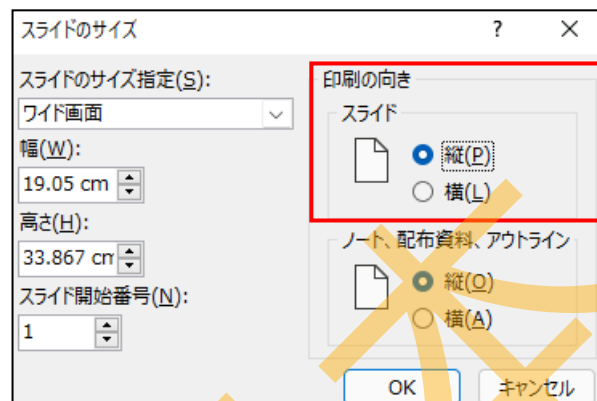 スライドのサイズ ? ×
スライドのサイズ指定(S):
ワイド画面
幅(W):
19.05 cm
高さ(H):
33.867 cm
スライド開始番号(N):
1
印刷の向き
スライド
縦(P)
横(L)
ノート、配布資料、アウトライン
縦(O)
横(A)
OK
キャンセル